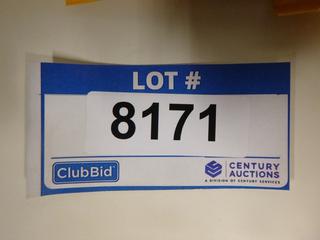 LOT #
8171
ClubBid
CENTURY
AUCTIONS
A DIVISION OF CENTURY SERVICES